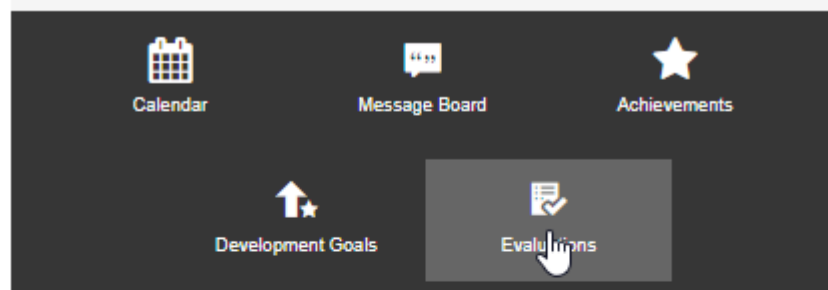 Calendar
Message Board
Achievements
Development Goals
Evaluations